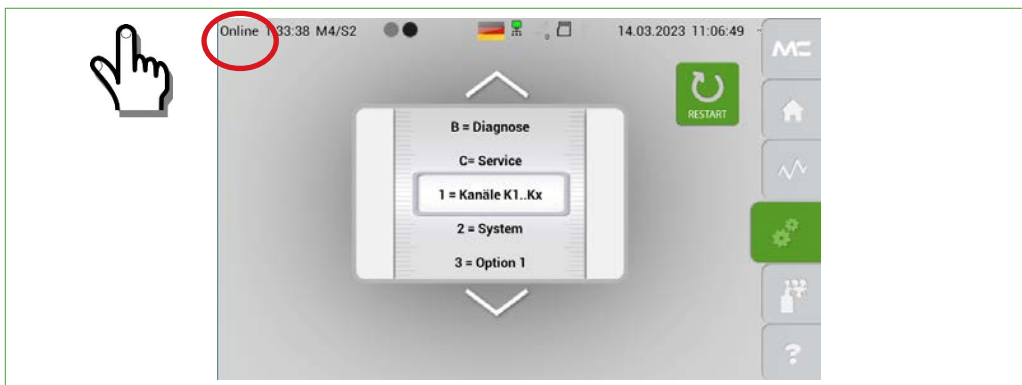 Online 1:33:38 M4/S2 14.03.2023 11:06:49
MC
RESTART
B = Diagnose
C= Service
1 = Kanäle K1..Kx
2 = System
3 = Option 1
?